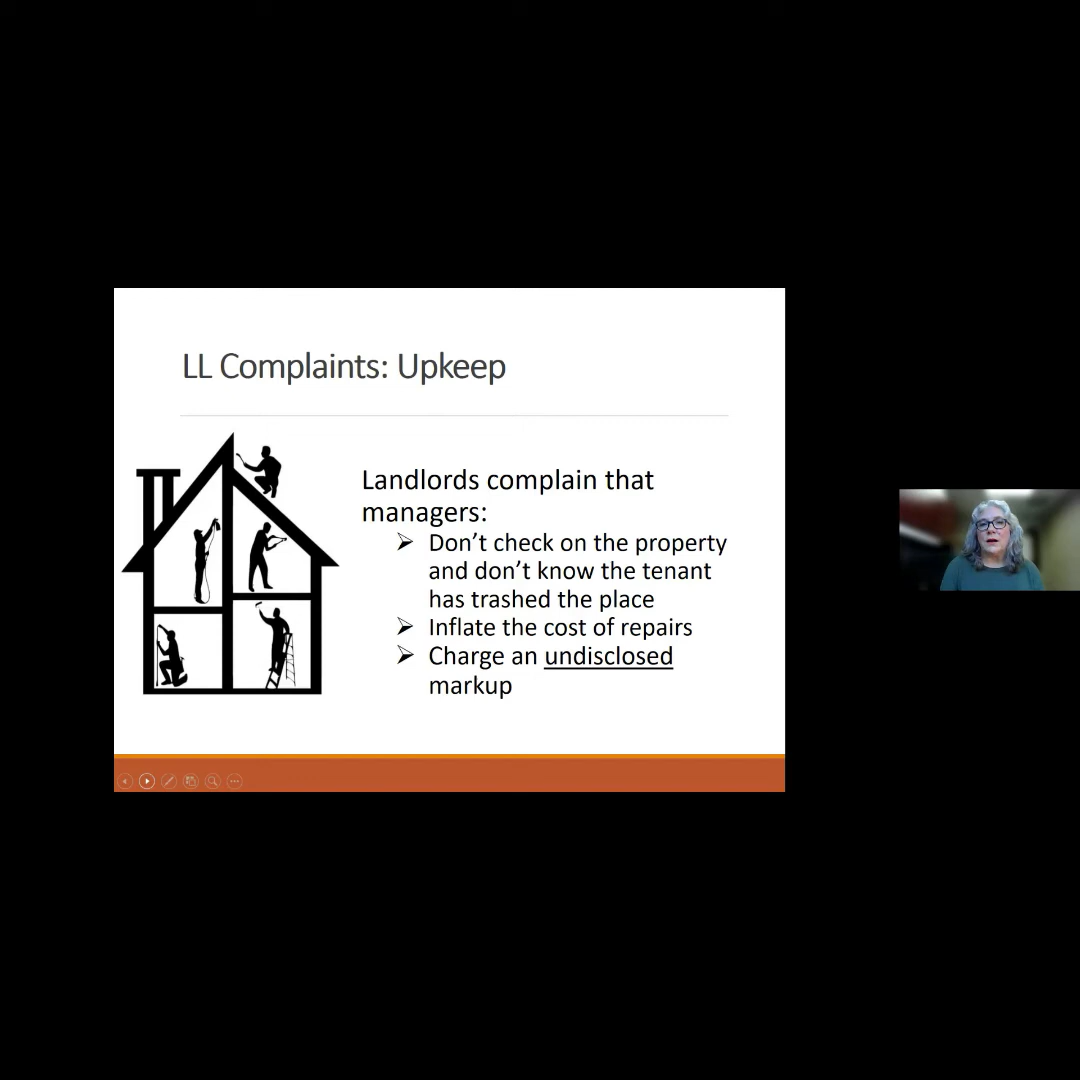 LL Complaints: Upkeep
Landlords complain that
managers:
➢ Don’t check on the property
and don’t know the tenant
has trashed the place
➢ Inflate the cost of repairs
➢ Charge an undisclosed
markup